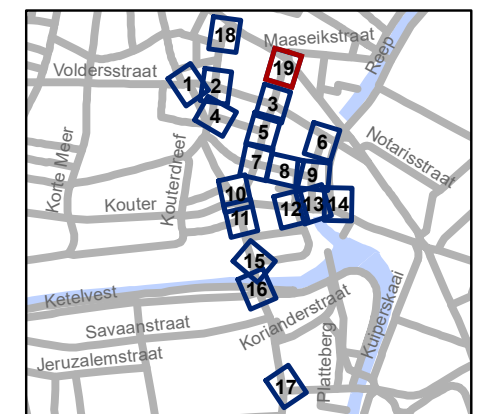 18
Maaseikstraat
Reep
19
Voldersstraat
1
2
3
4
5
6
Notarisstraat
7
8
9
Korte Meer
Kouterdreef
10
Kouter
11
12
13
14
15
16
Ketelvest
Korianderstraat
Kuiperskaai
Savaanstraat
Platteberg
Jeruzalemstraat
17